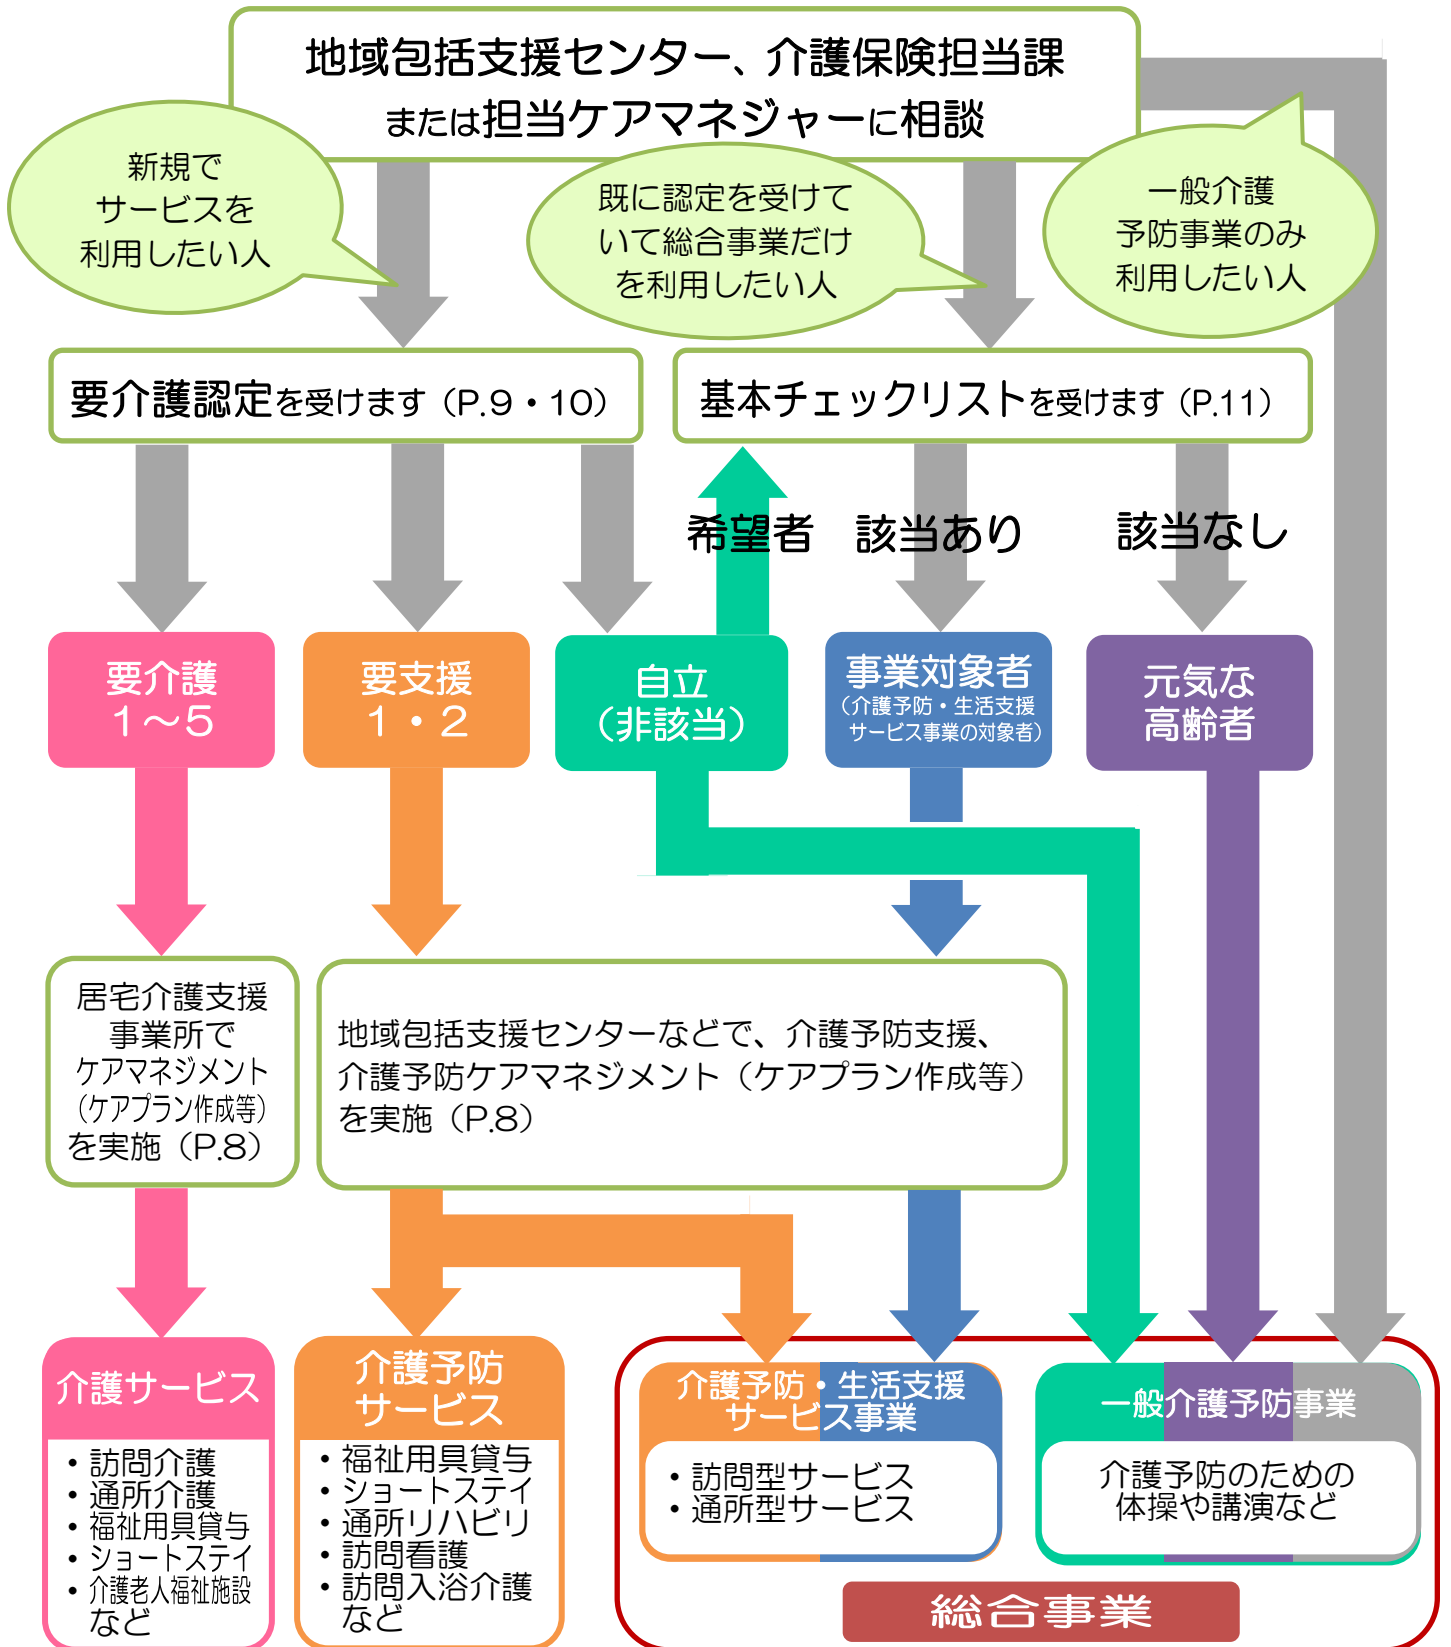 地域包括支援センター、介護保険担当課
または担当ケアマネジャーに相談
新規で
サービスを
利用したい人
既に認定を受けて
いて総合事業だけ
を利用したい人
一般介護
予防事業のみ
利用したい人
要介護認定を受けます（P.9・10）
基本チェックリストを受けます（P.11）
希望者
該当あり
該当なし
要介護
１～５
要支援
１・２
自立
（非該当）
事業対象者
（介護予防・生活支援
サービス事業の対象者）
元気な
高齢者
居宅介護支援
事業所で
ケアマネジメント
（ケアプラン作成等）
を実施（P.8）
地域包括支援センターなどで、介護予防支援、
介護予防ケアマネジメント（ケアプラン作成等）
を実施（P.8）
介護サービス
・訪問介護
・通所介護
・福祉用具貸与
・ショートステイ
・介護老人福祉施設
など
介護予防
サービス
・福祉用具貸与
・ショートステイ
・通所リハビリ
・訪問看護
・訪問入浴介護
など
介護予防・生活支援
サービス事業
・訪問型サービス
・通所型サービス
一般介護予防事業
介護予防のための
体操や講演など
総合事業